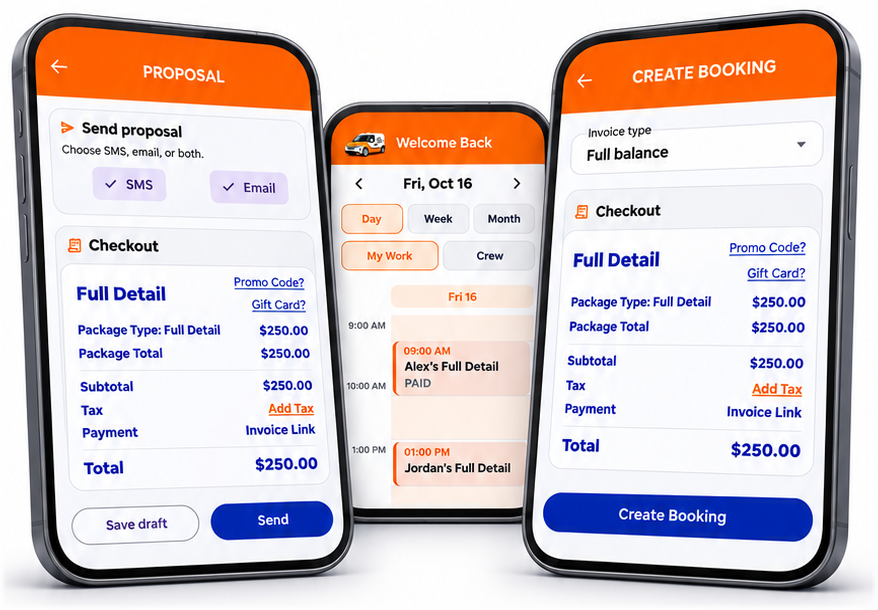 PROPOSAL
Send proposal
Choose SMS, email, or both.
SMS
Email
Checkout
Full Detail
Promo Code?
Gift Card?
Package Type: Full Detail $250.00
Package Total $250.00
Subtotal $250.00
Tax Add Tax
Payment Invoice Link
Total $250.00
Save draft
Send
Welcome Back
Fri, Oct 16
Day Week Month
My Work Crew
Fri 16
9:00 AM
09:00 AM
Alex's Full Detail
PAID
10:00 AM
1:00 PM
01:00 PM
Jordan's Full Detail
CREATE BOOKING
Invoice type
Full balance
Checkout
Full Detail
Promo Code?
Gift Card?
Package Type: Full Detail $250.00
Package Total $250.00
Subtotal $250.00
Tax Add Tax
Payment Invoice Link
Total $250.00
Create Booking